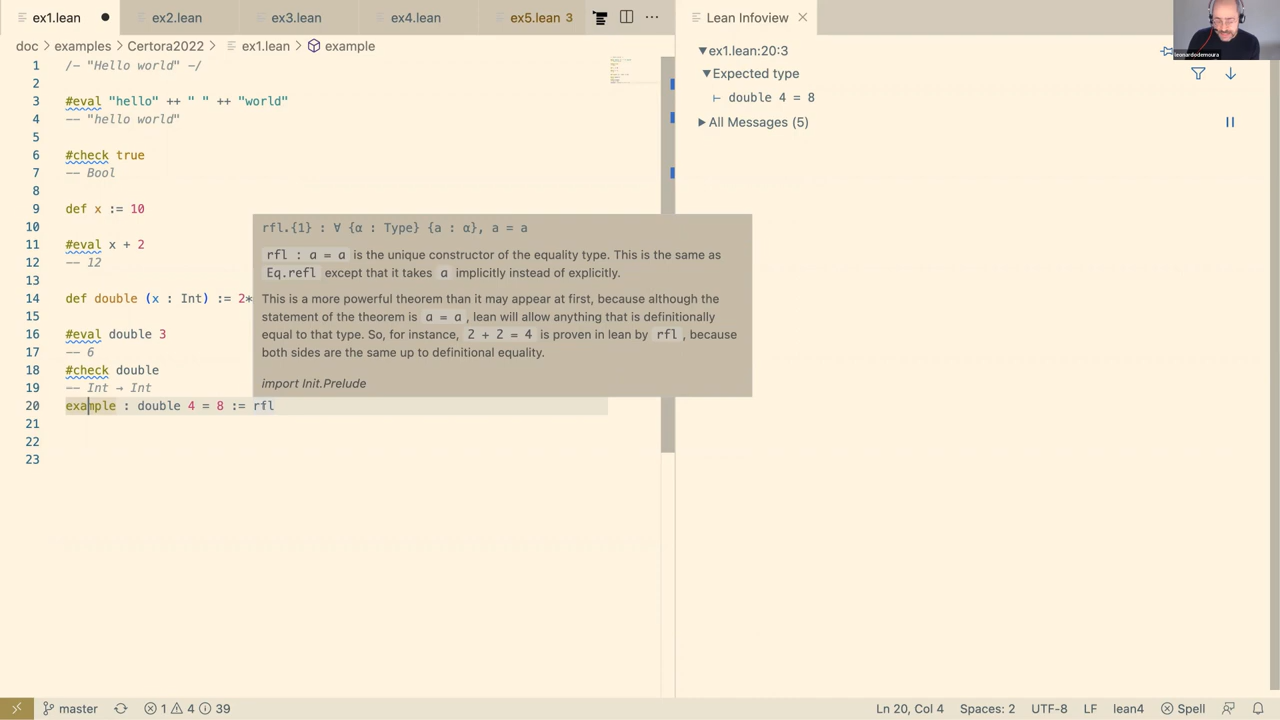 ex1.lean ex2.lean ex3.lean ex4.lean ex5.lean 3
doc > examples > Certora2022 > ex1.lean > example
1 /- "Hello world" -/
2
3 #eval "hello" ++ " " ++ "world"
4 -- "hello world"
5
6 #check true
7 -- Bool
8
9 def x := 10
10
11 #eval x + 2
12 -- 12
13
14 def double (x : Int) := 2*
15
16 #eval double 3
17 -- 6
18 #check double
19 -- Int → Int
20 example : double 4 = 8 := rfl
21
22
23
rfl.{1} : ∀ {α : Type} {a : α}, a = a
rfl : a = a is the unique constructor of the equality type. This is the same as
Eq.refl except that it takes a implicitly instead of explicitly.
This is a more powerful theorem than it may appear at first, because although the
statement of the theorem is a = a , lean will allow anything that is definitionally
equal to that type. So, for instance, 2 + 2 = 4 is proven in lean by rfl , because
both sides are the same up to definitional equality.
import Init.Prelude
Lean Infoview
ex1.lean:20:3
Expected type
⊢ double 4 = 8
All Messages (5)
leonardodemoura
master 1 4 39 Ln 20, Col 4 Spaces: 2 UTF-8 LF lean4 Spell